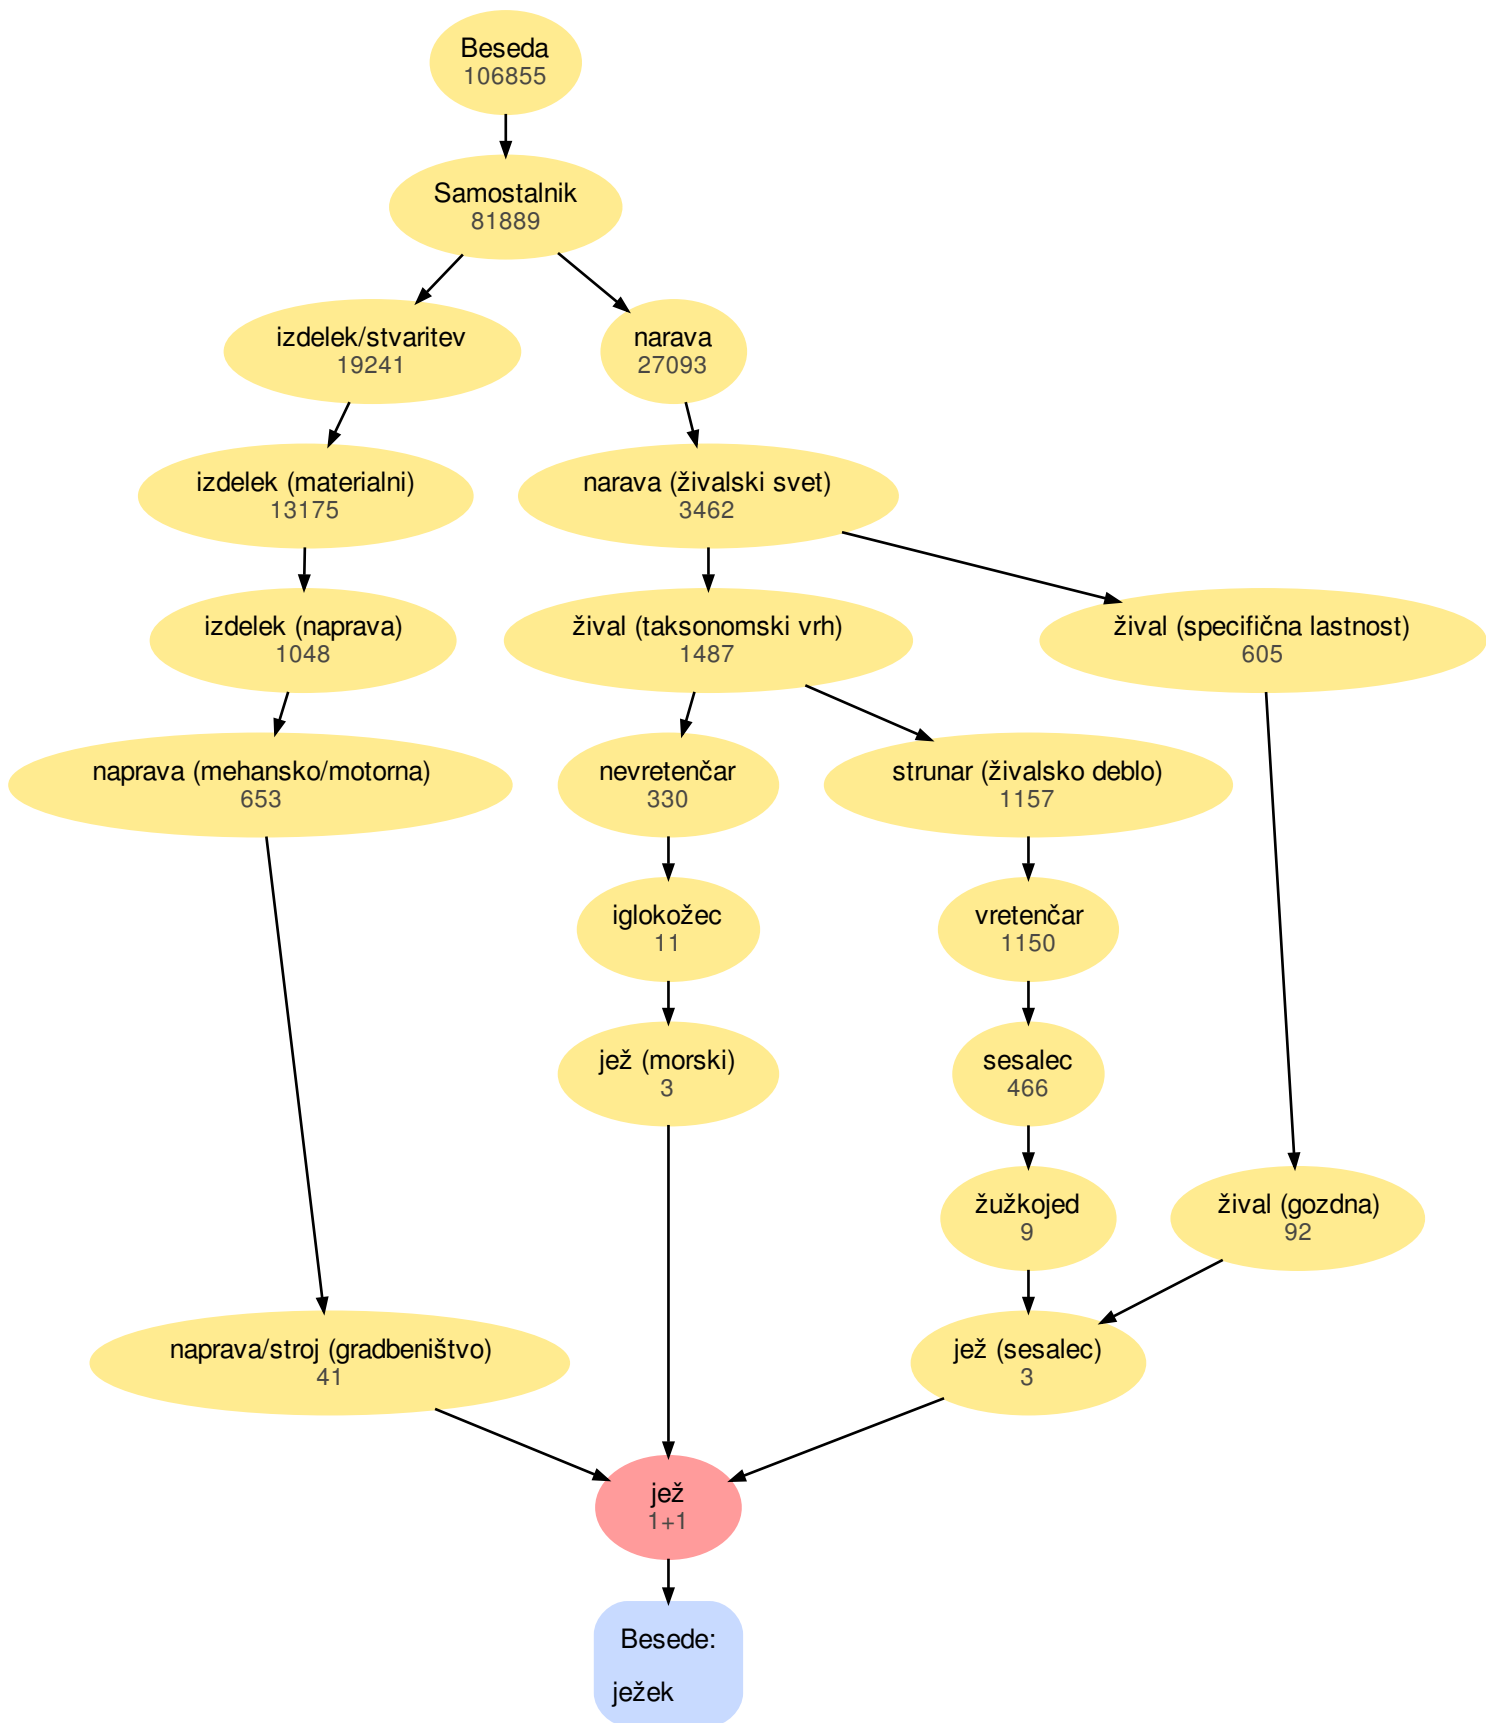 Beseda
106855
Samostalnik
81889
izdelek/stvaritev
19241
narava
27093
izdelek (materialni)
13175
narava (živalski svet)
3462
izdelek (naprava)
1048
žival (taksonomski vrh)
1487
žival (specifična lastnost)
605
naprava (mehansko/motorna)
653
nevretenčar
330
strunar (živalsko deblo)
1157
iglokožec
11
vretenčar
1150
jež (morski)
3
sesalec
466
žužkojed
9
žival (gozdna)
92
naprava/stroj (gradbeništvo)
41
jež (sesalec)
3
jež
1+1
Besede:
ježek